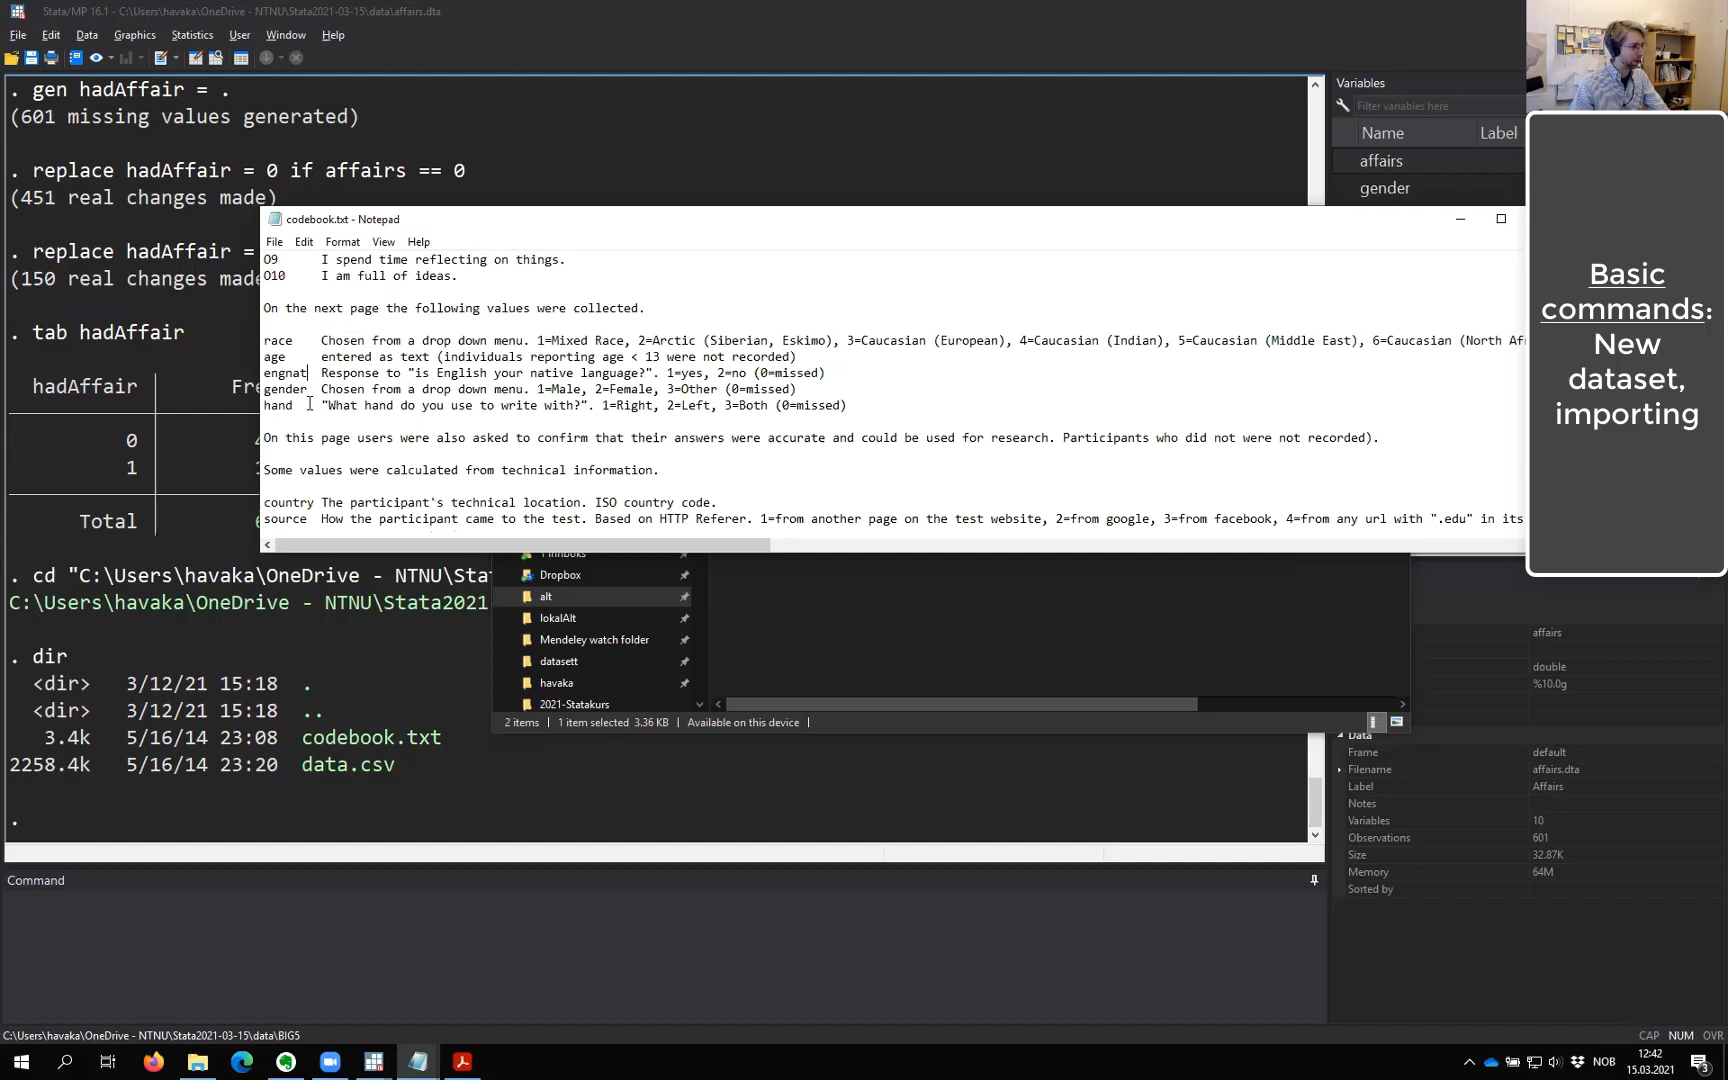 Stata/MP 16.1 - C:\Users\havaka\OneDrive - NTNU\Stata2021-03-15\data\affairs.dta
File Edit Data Graphics Statistics User Window Help
. gen hadAffair = .
(601 missing values generated)
. replace hadAffair = 0 if affairs == 0
(451 real changes made)
. replace hadAffair =
(150 real changes made)
. tab hadAffair
hadAffair Fre
0
1
Total
. cd "C:\Users\havaka\OneDrive - NTNU\Sta
C:\Users\havaka\OneDrive - NTNU\Stata2021
. dir
<dir> 3/12/21 15:18 .
<dir> 3/12/21 15:18 ..
3.4k 5/16/14 23:08 codebook.txt
2258.4k 5/16/14 23:20 data.csv
.
codebook.txt - Notepad
File Edit Format View Help
O9 I spend time reflecting on things.
O10 I am full of ideas.
On the next page the following values were collected.
race Chosen from a drop down menu. 1=Mixed Race, 2=Arctic (Siberian, Eskimo), 3=Caucasian (European), 4=Caucasian (Indian), 5=Caucasian (Middle East), 6=Caucasian (North Af
age entered as text (individuals reporting age < 13 were not recorded)
engnat Response to "is English your native language?". 1=yes, 2=no (0=missed)
gender Chosen from a drop down menu. 1=Male, 2=Female, 3=Other (0=missed)
hand "What hand do you use to write with?". 1=Right, 2=Left, 3=Both (0=missed)
On this page users were also asked to confirm that their answers were accurate and could be used for research. Participants who did not were not recorded).
Some values were calculated from technical information.
country The participant's technical location. ISO country code.
source How the participant came to the test. Based on HTTP Referer. 1=from another page on the test website, 2=from google, 3=from facebook, 4=from any url with ".edu" in its
Dropbox
alt
lokalAlt
Mendeley watch folder
datasett
havaka
2021-Statakurs
2 items 1 item selected 3.36 KB Available on this device
Variables
Filter variables here
Name Label
affairs
gender
Basic
commands:
New
dataset,
importing
affairs
double
%10.0g
Data
Frame default
Filename affairs.dta
Label Affairs
Notes
Variables 10
Observations 601
Size 32.87K
Memory 64M
Sorted by
Command
C:\Users\havaka\OneDrive - NTNU\Stata2021-03-15\data\BIG5
CAP NUM OVR
NOB
12:42
15.03.2021
3